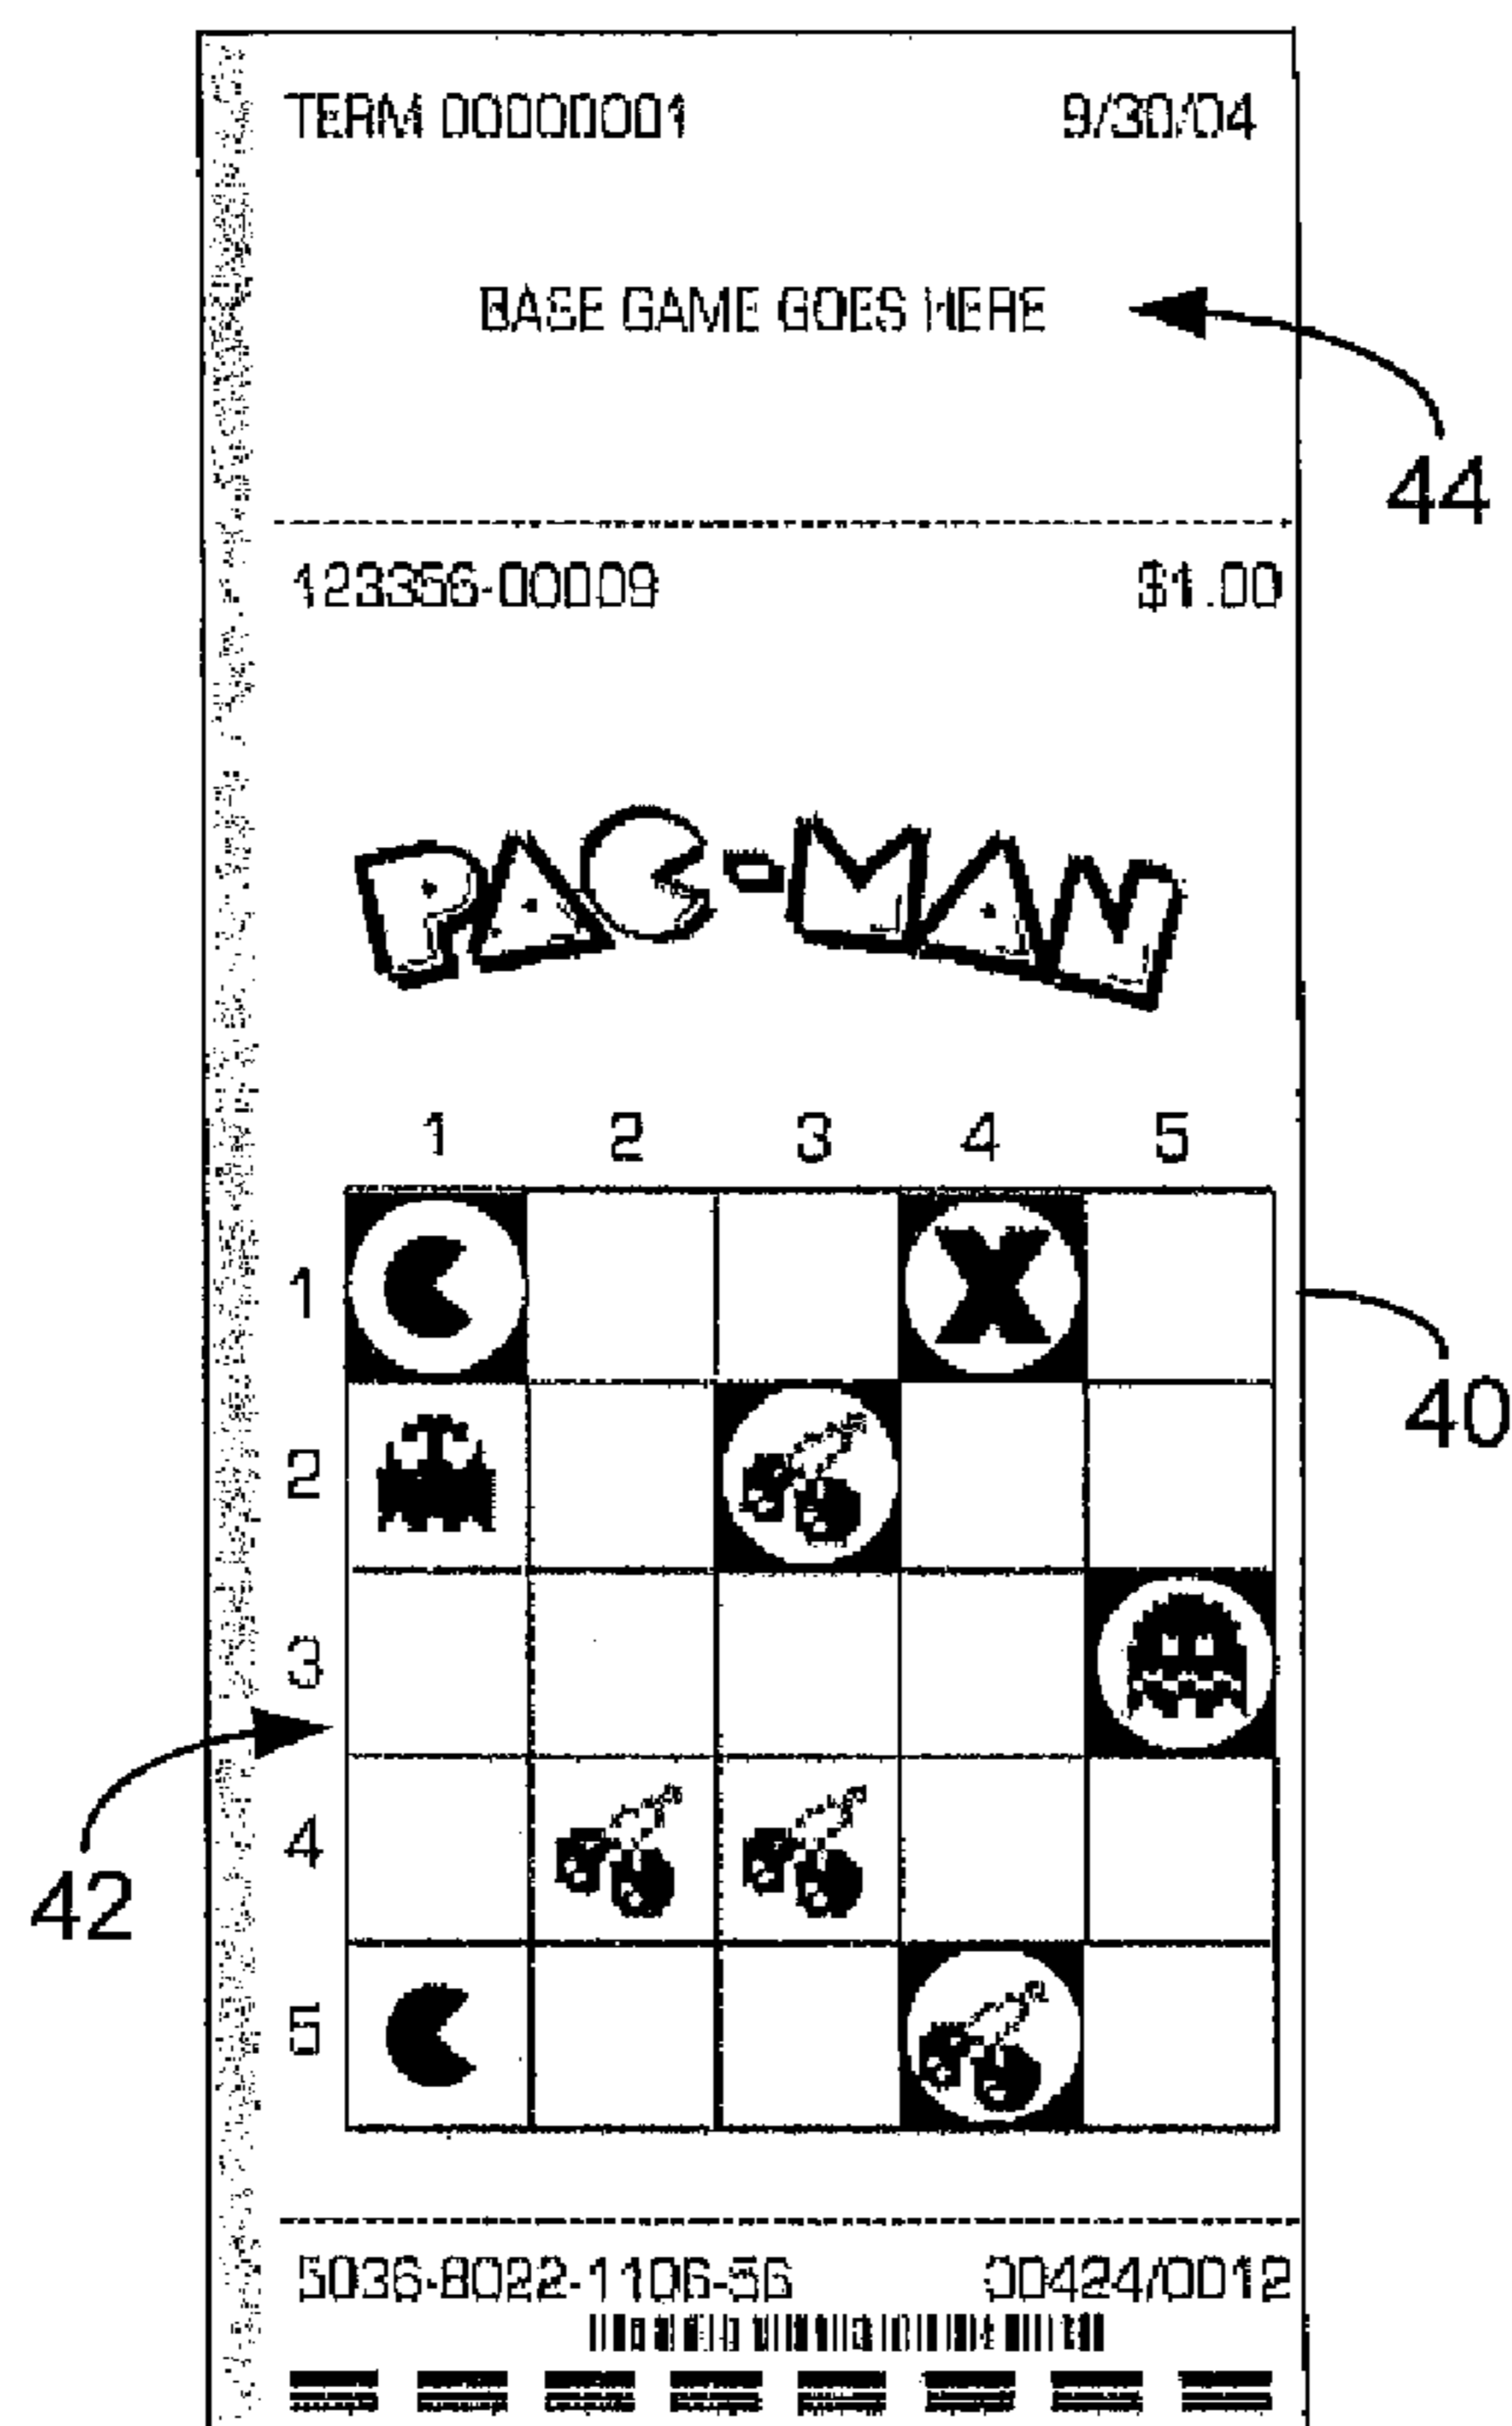 TERM 00000001 9/30/04
BASE GAME GOES HERE
44
123356-00009 $1.00
PAC-MAN
1 2 3 4 5
1 X
40
2
3
4
42
5
5036-8022-1106-56 00424/0012